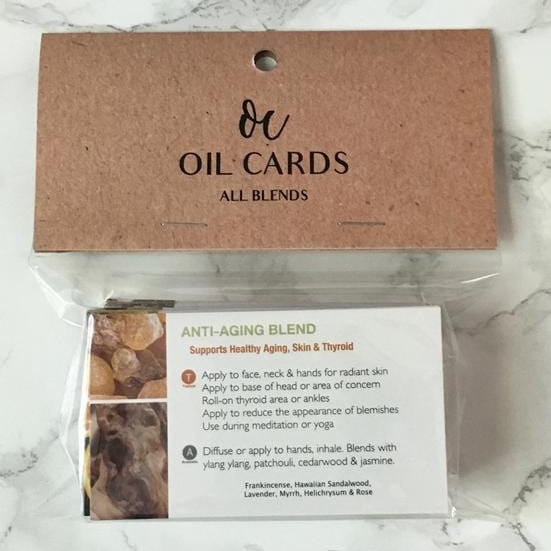 oc
OIL CARDS
ALL BLENDS
ANTI-AGING BLEND
Supports Healthy Aging, Skin & Thyroid
T
Apply to face, neck & hands for radiant skin
Apply to base of head or area of concern
Roll-on thyroid area or ankles
Apply to reduce the appearance of blemishes
Use during meditation or yoga
A
Diffuse or apply to hands, inhale. Blends with
ylang ylang, patchouli, cedarwood & jasmine.
Frankincense, Hawaiian Sandalwood,
Lavender, Myrrh, Helichrysum & Rose